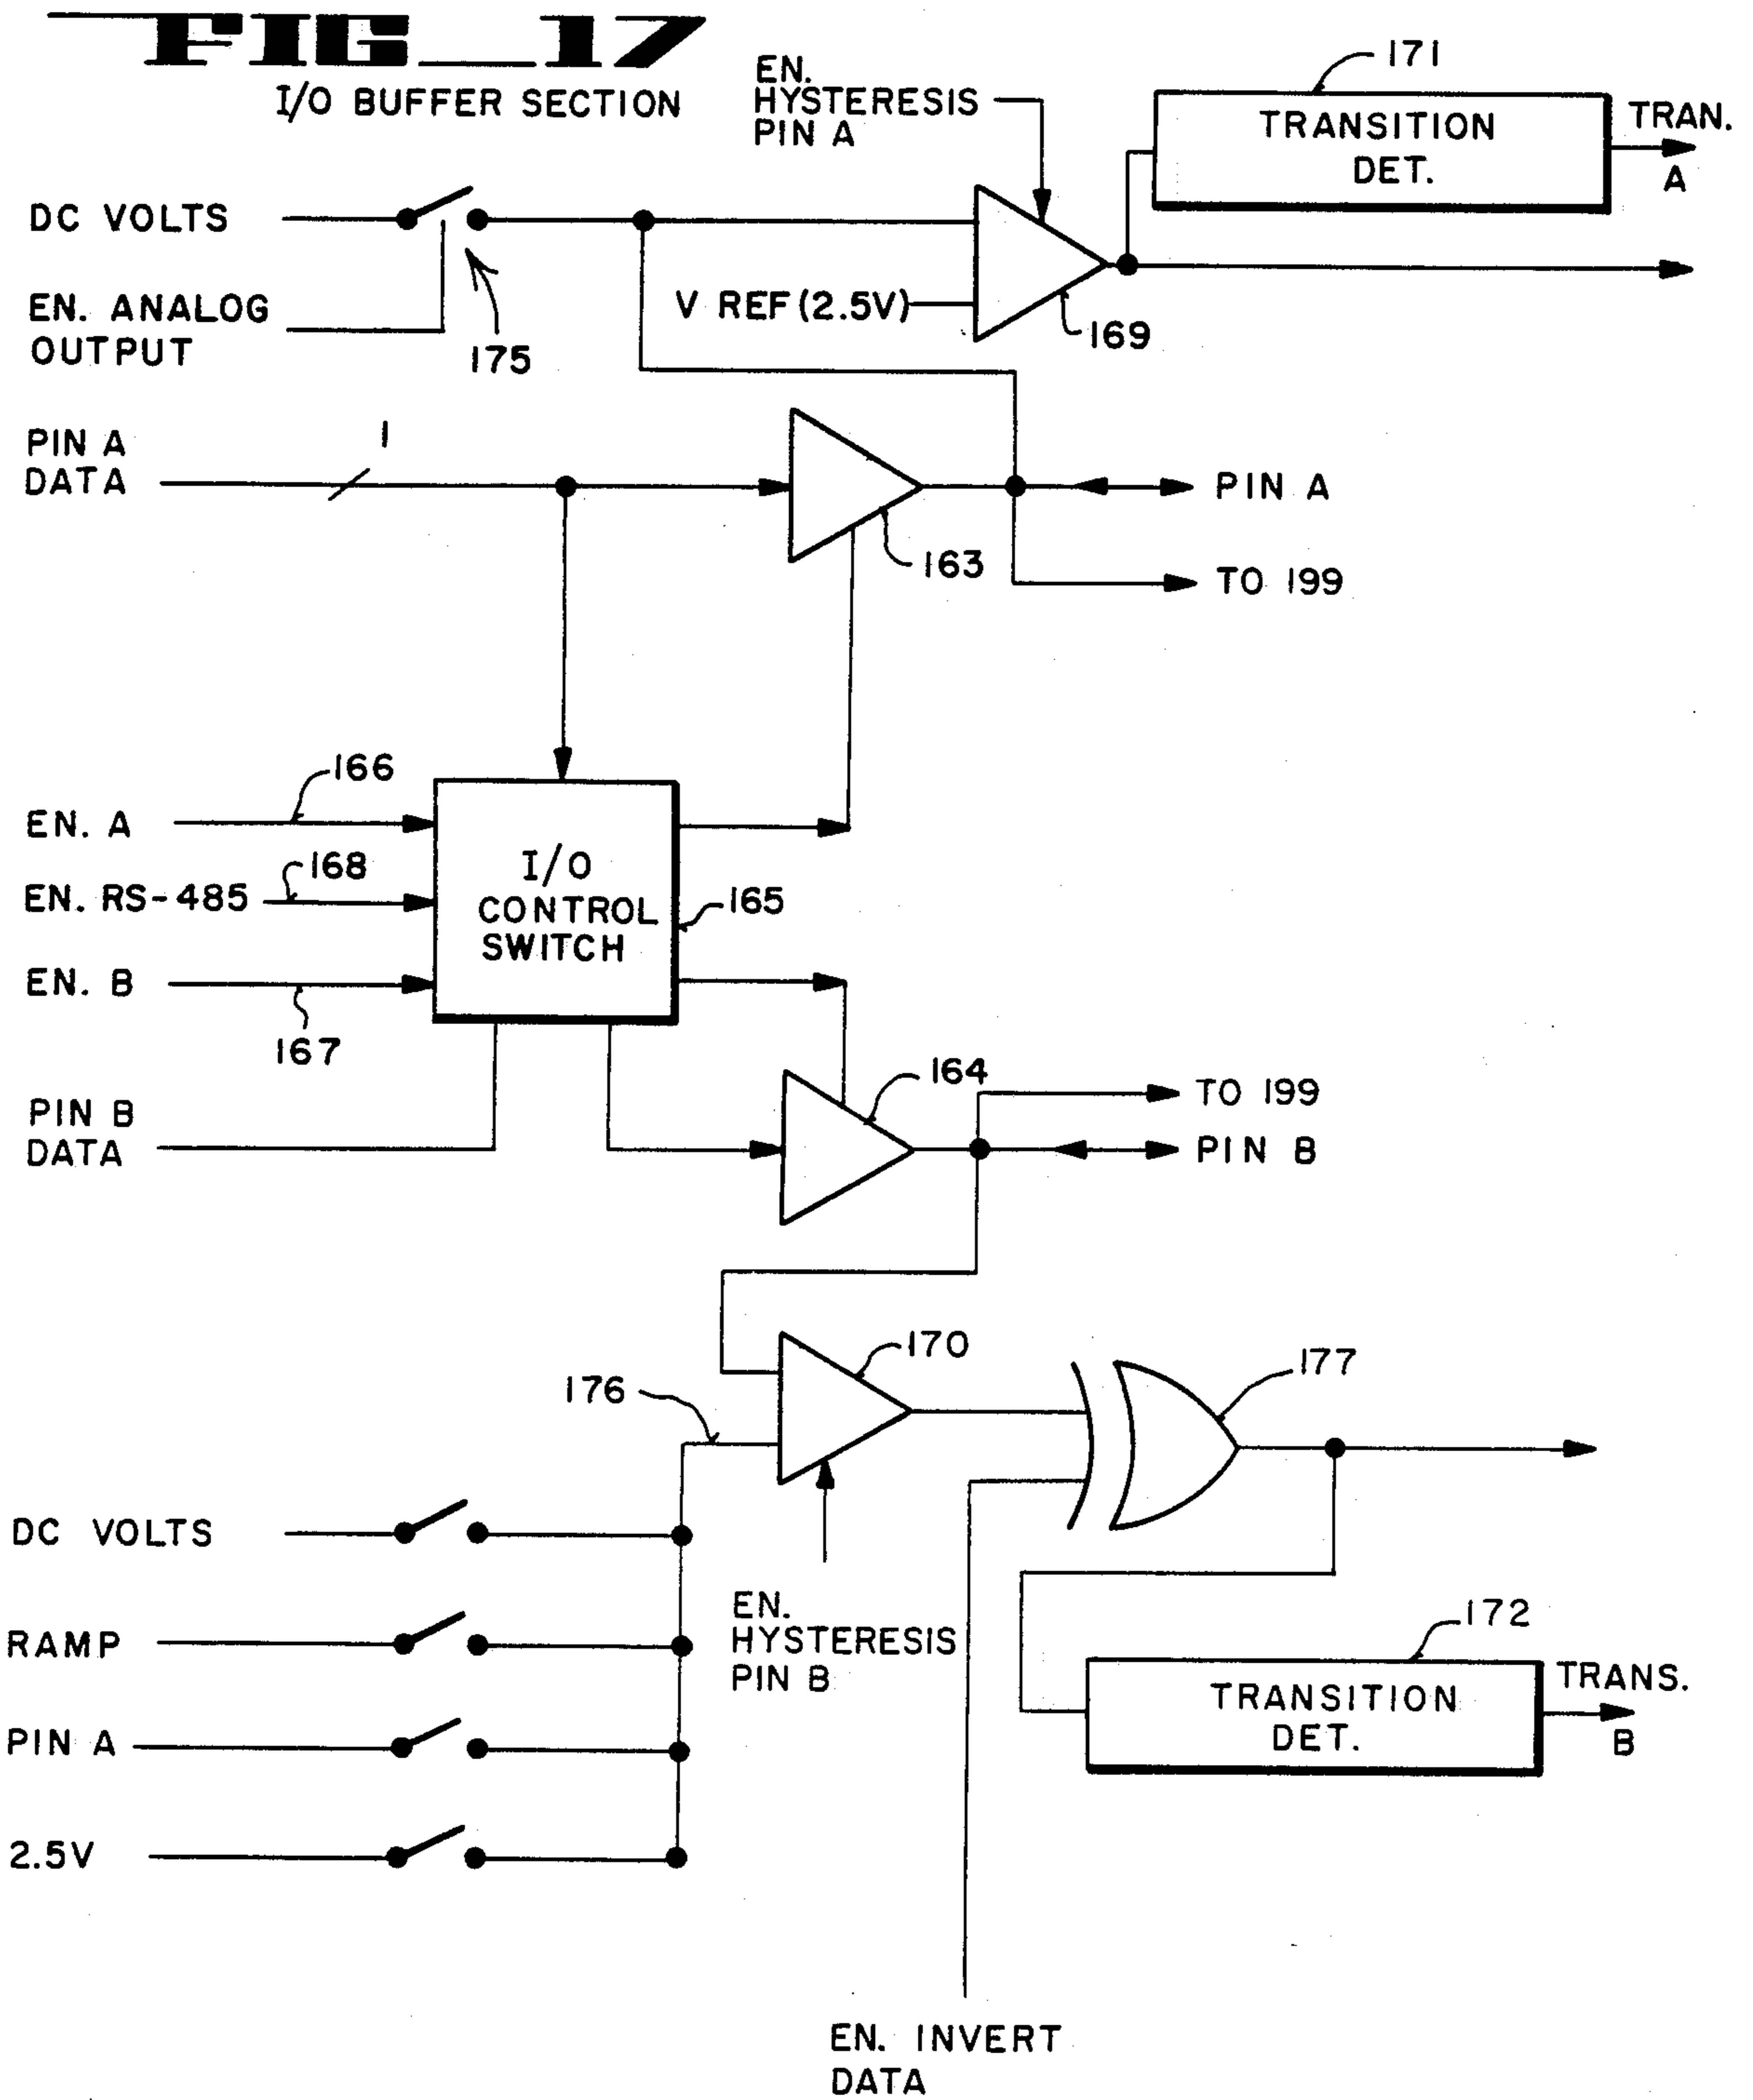 FIG_17
I/O BUFFER SECTION
EN.
HYSTERESIS
PIN A
171
TRANSITION
DET.
TRAN.
A
DC VOLTS
EN. ANALOG
OUTPUT
175
V REF (2.5V)
169
PIN A
DATA
1
163
PIN A
TO 199
EN. A
166
EN. RS-485
168
EN. B
167
I/O
CONTROL
SWITCH
165
PIN B
DATA
164
TO 199
PIN B
170
176
177
DC VOLTS
RAMP
PIN A
2.5V
EN.
HYSTERESIS
PIN B
172
TRANSITION
DET.
TRANS.
B
EN. INVERT
DATA